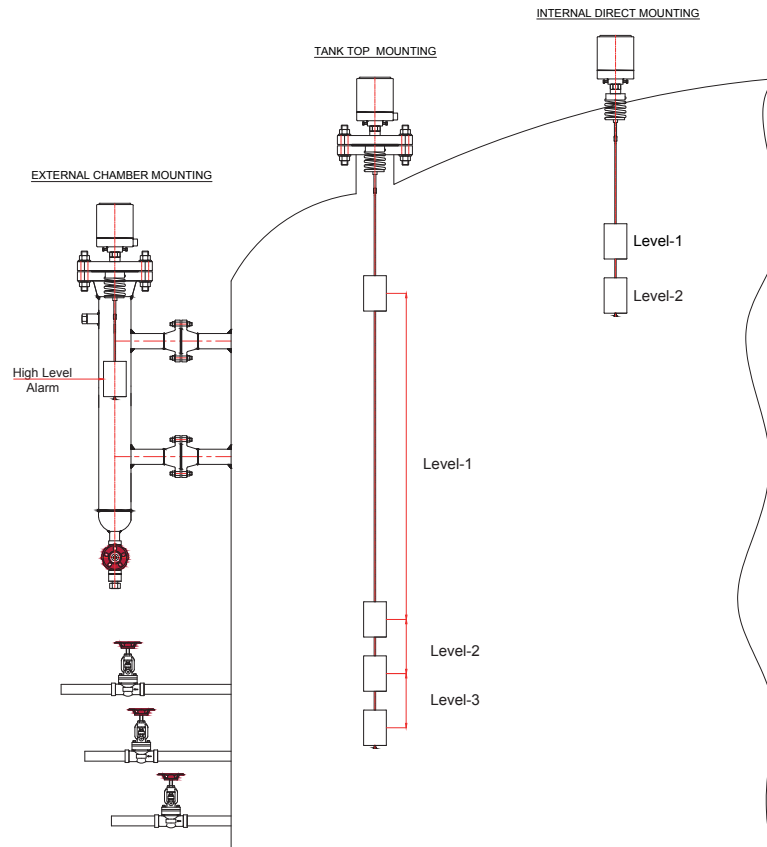 INTERNAL DIRECT MOUNTING
TANK TOP MOUNTING
EXTERNAL CHAMBER MOUNTING
Level-1
Level-2
High Level
Alarm
Level-1
Level-2
Level-3